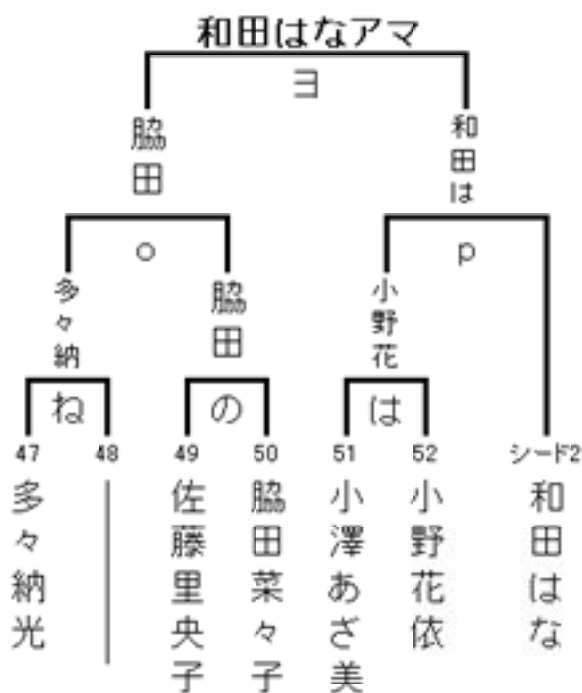 和田はなアマ
ヨ
脇田
和田は
o
p
多々納
脇田
小野花
ね
の
は
47
48
49
50
51
52
シード2
多々納光
佐藤里央子
脇田菜々子
小澤あざ美
小野花依
和田はな